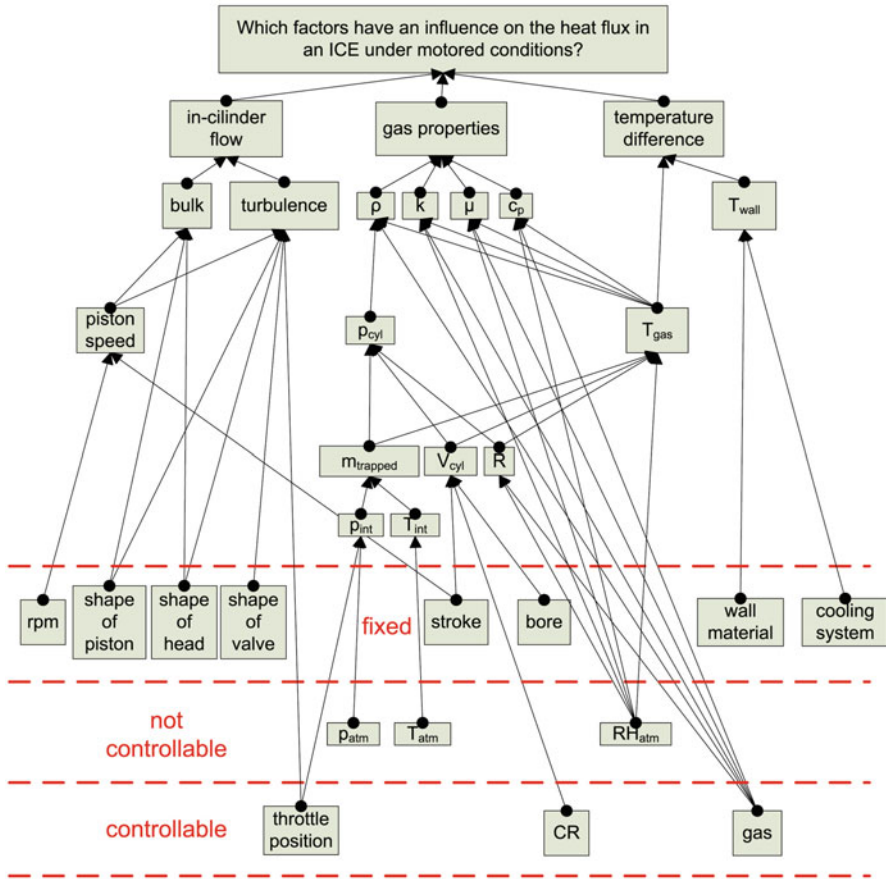 Which factors have an influence on the heat flux in
an ICE under motored conditions?
in-cilinder
flow
gas properties
temperature
difference
bulk
turbulence
ρ
k
μ
cp
Twall
piston
speed
pcyl
Tgas
mtrapped
Vcyl
R
pint
Tint
rpm
shape
of
piston
shape
of
head
shape
of
valve
fixed
stroke
bore
wall
material
cooling
system
not
controllable
patm
Tatm
RHatm
controllable
throttle
position
CR
gas